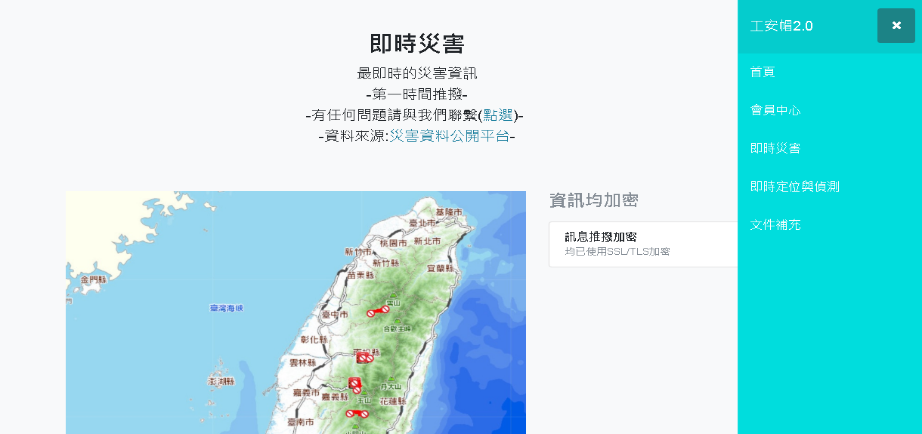 即時災害
最即時的災害資訊
-第一時間推撥-
-有任何問題請與我們聯繫(點選)-
-資料來源:災害資料公開平台-
資訊均加密
訊息推撥加密
均已使用SSL/TLS加密
工安帽2.0
首頁
會員中心
即時災害
即時定位與偵測
文件補充
基隆市
臺北市
桃園市
新北市
新竹市
新竹縣
宜蘭縣
苗栗縣
金門縣
臺灣海峽
臺中市
合歡主峰
彰化縣
雲林縣
澎湖縣
嘉義市
嘉義縣
玉山
丹大山
花蓮縣
臺南市